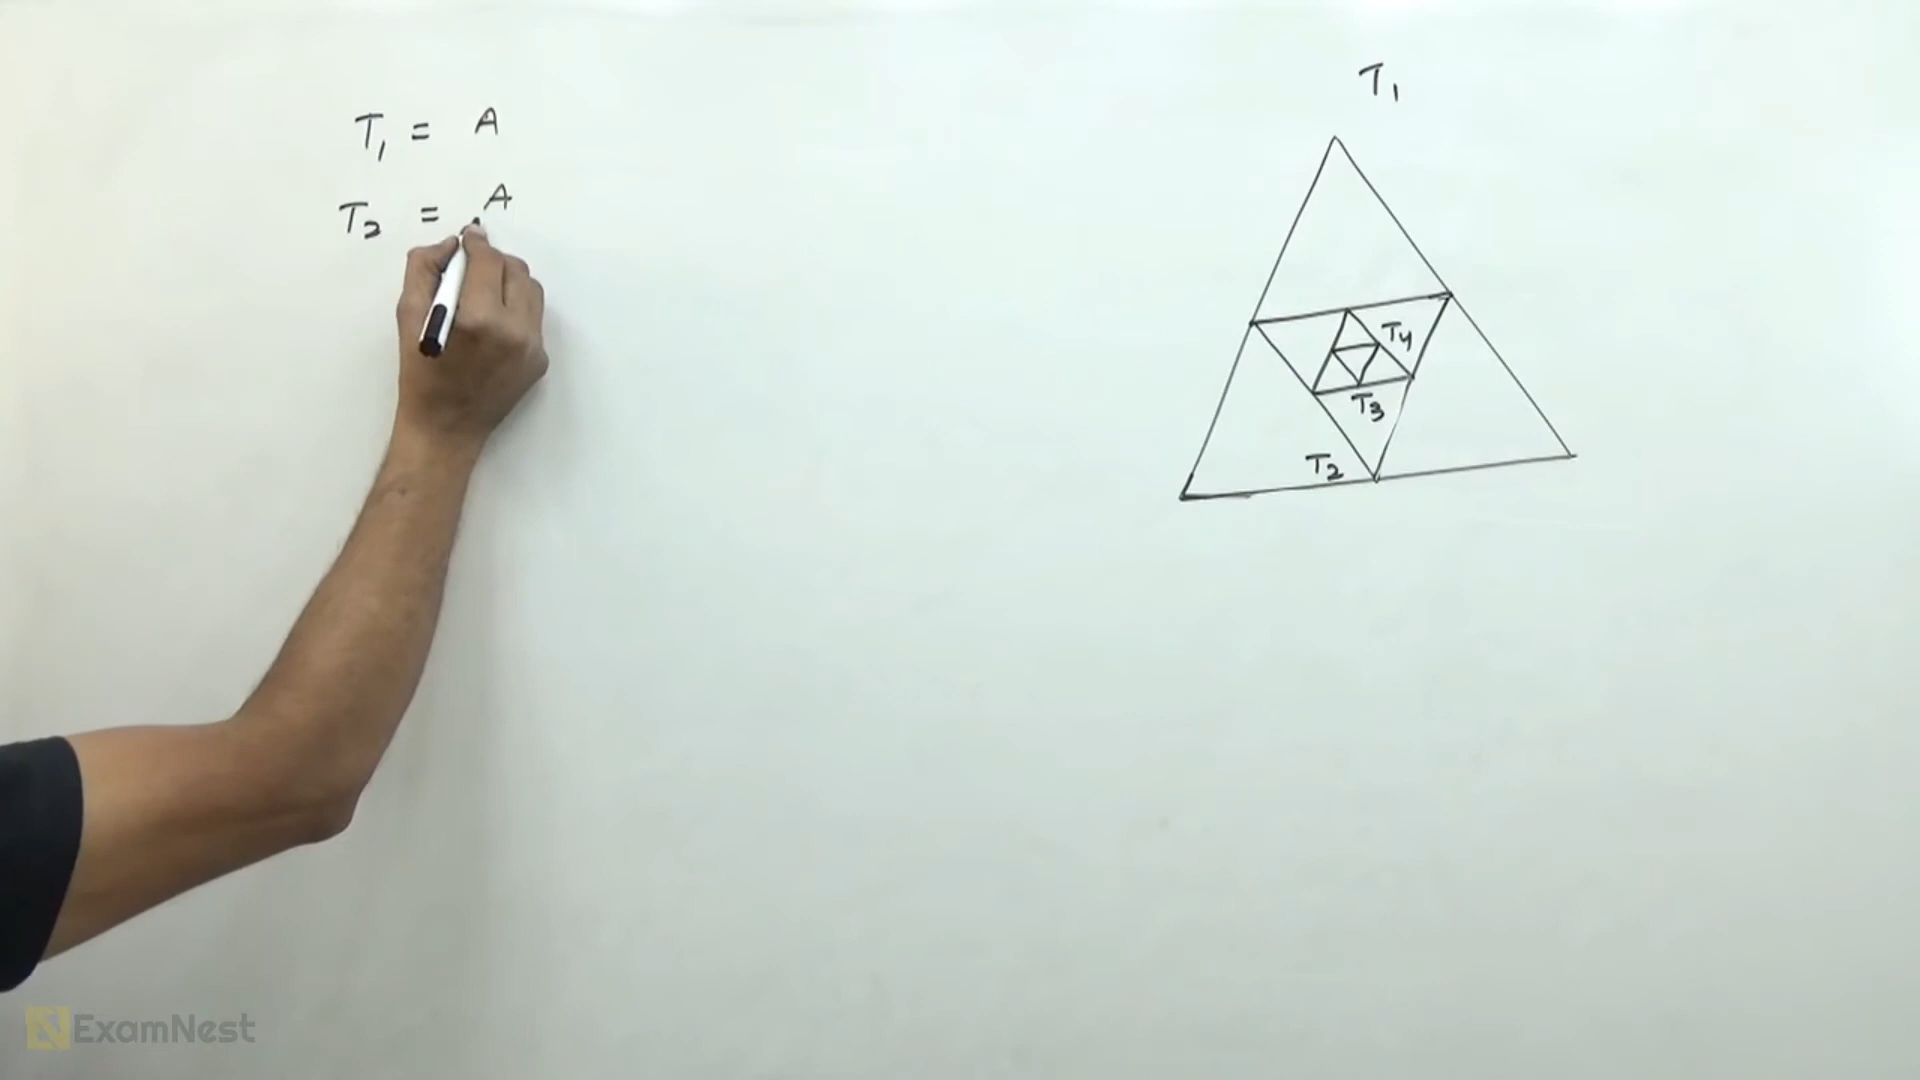 T₁ = A
T₂ = A
T₁
T₄
T₃
T₂
ExamNest